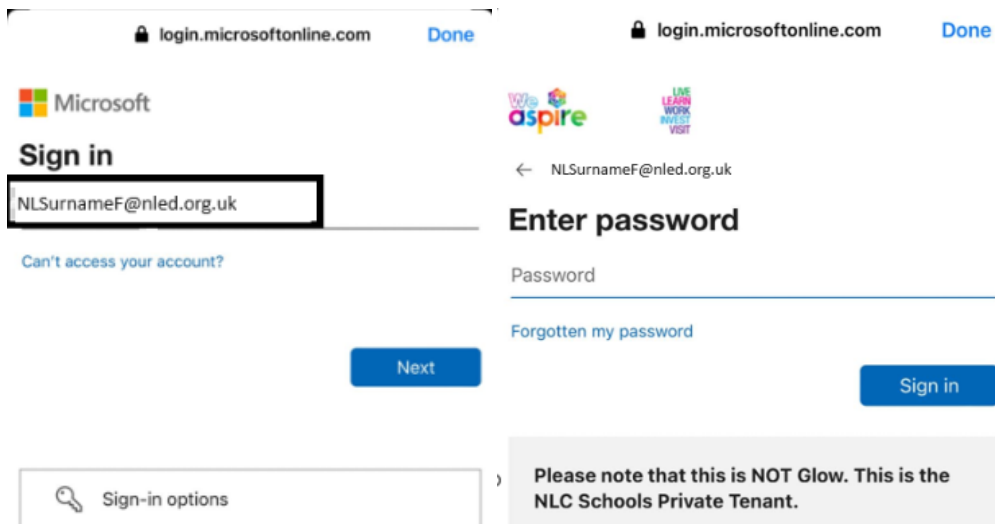 login.microsoftonline.com Done
Microsoft
Sign in
NLSurnameF@nled.org.uk
Can't access your account?
Next
Sign-in options
login.microsoftonline.com Done
We aspire
LIVE
LEARN
WORK
INVEST
VISIT
NLSurnameF@nled.org.uk
Enter password
Password
Forgotten my password
Sign in
Please note that this is NOT Glow. This is the
NLC Schools Private Tenant.